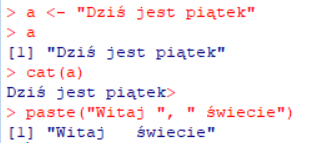 > a <- "Dziś jest piątek"
> a
[1] "Dziś jest piątek"
> cat(a)
Dziś jest piątek>
> paste("Witaj ", " świecie")
[1] "Witaj   świecie"